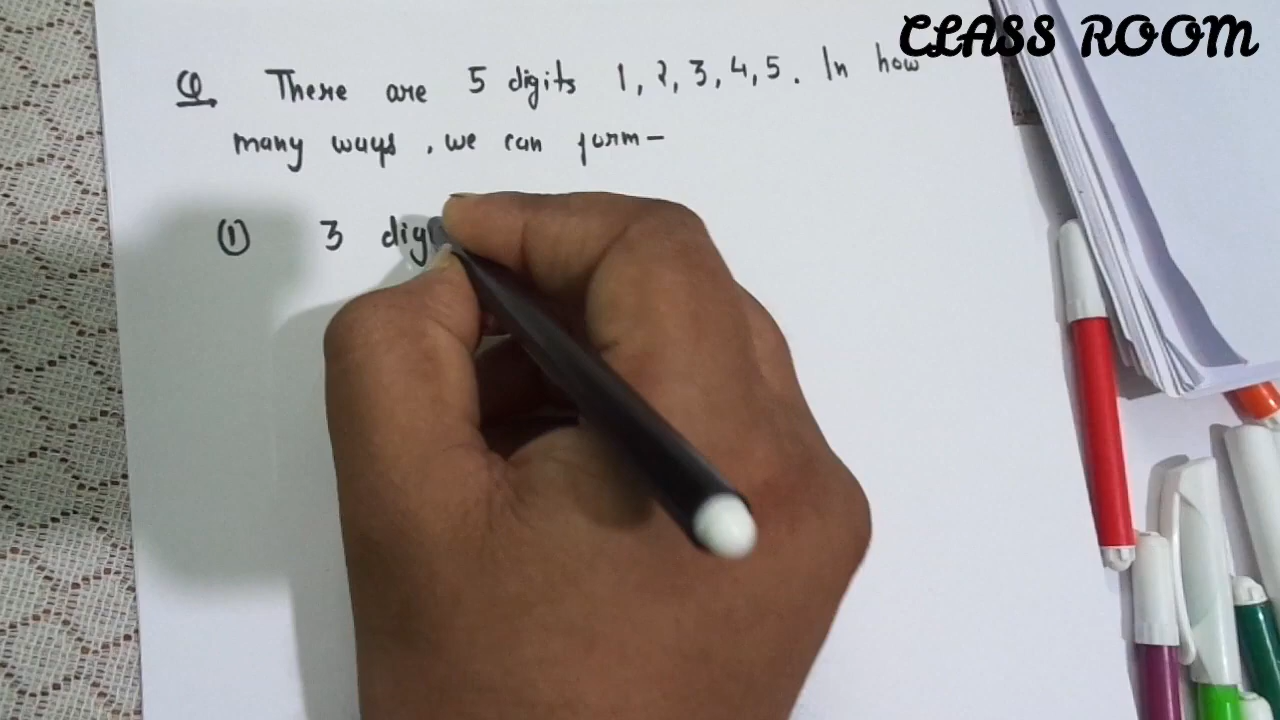 CLASS ROOM
Q. There are 5 digits 1, 2, 3, 4, 5. In how
many ways, we can form-
① 3 digi